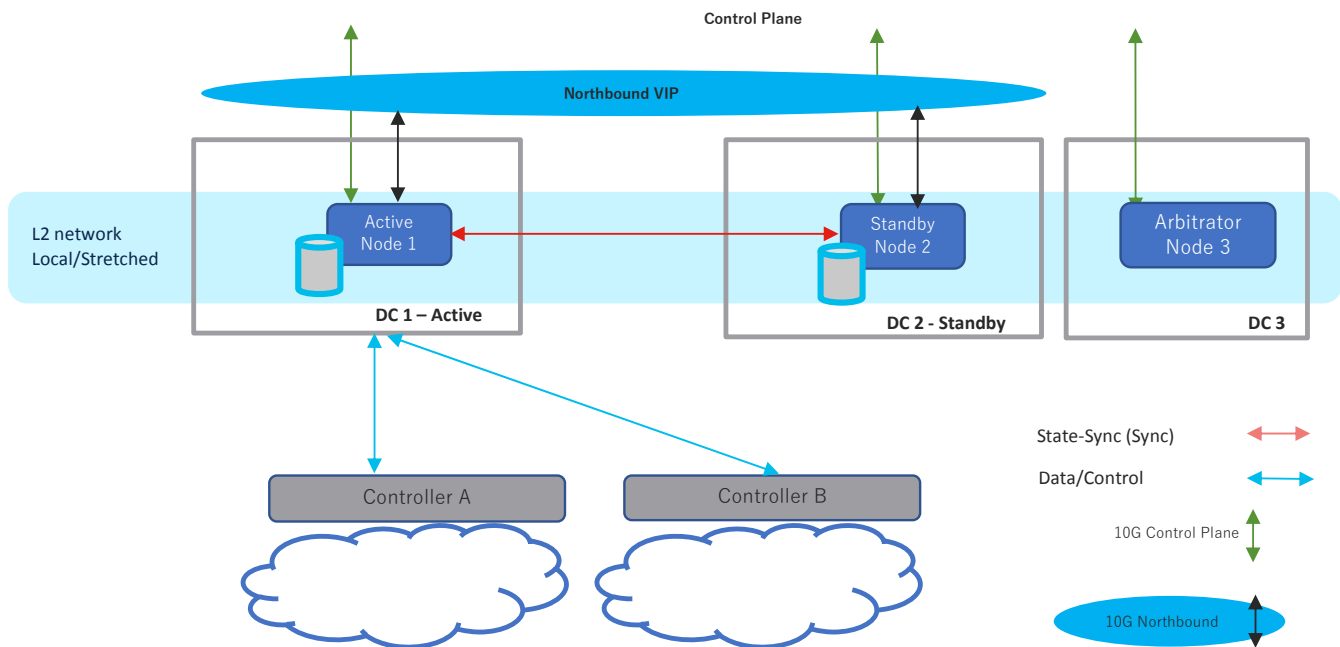 Control Plane
Northbound VIP
L2 network
Local/Stretched
Active
Node 1
Standby
Node 2
Arbitrator
Node 3
DC 1 – Active
DC 2 - Standby
DC 3
Controller A
Controller B
State-Sync (Sync)
Data/Control
10G Control Plane
10G Northbound